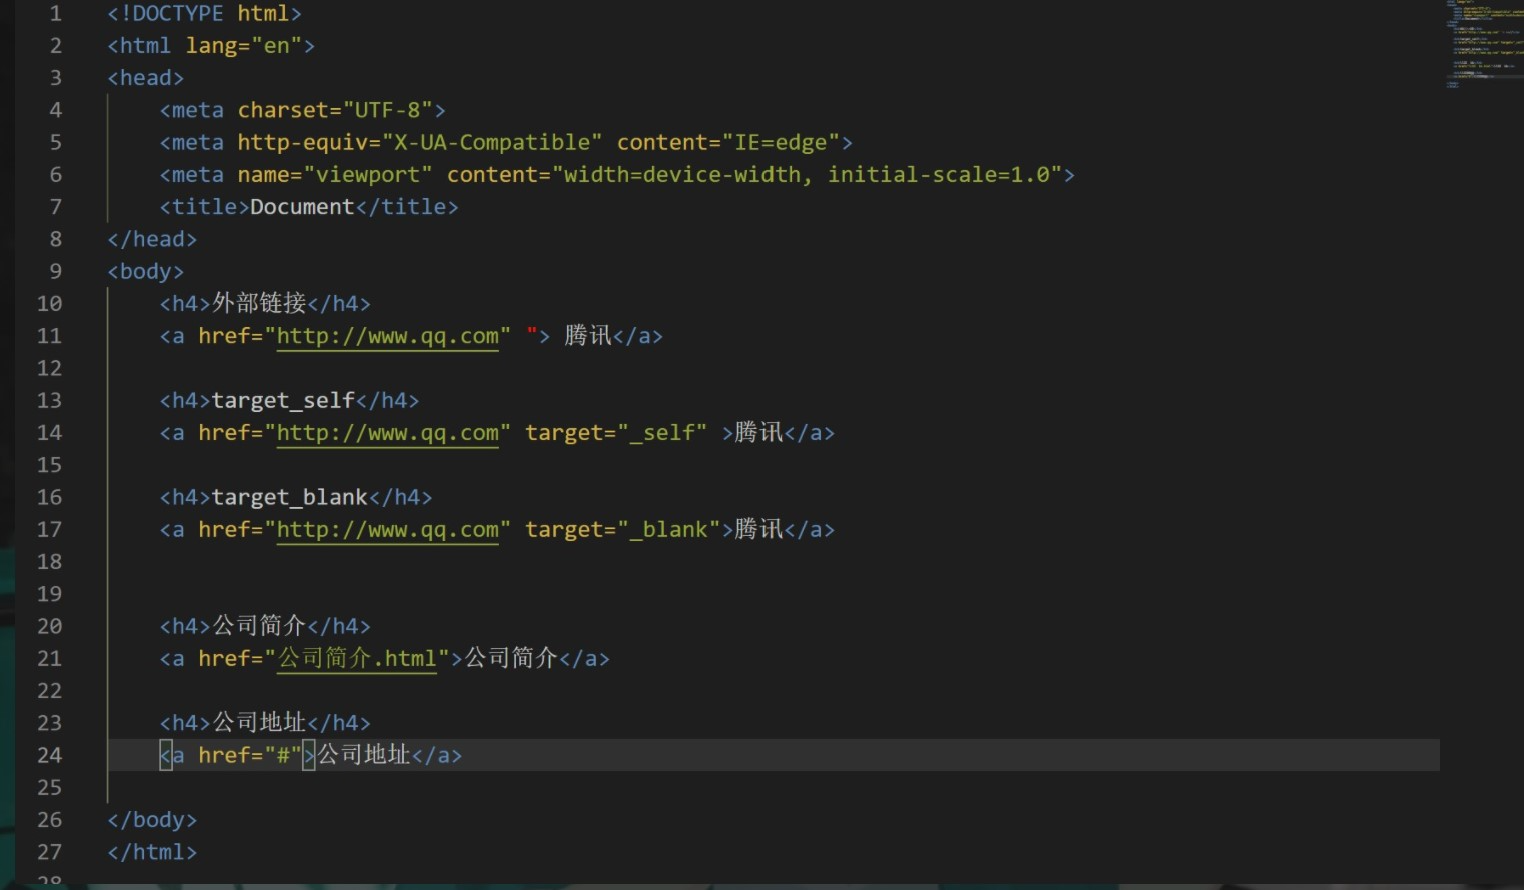 1 <!DOCTYPE html>
2 <html lang="en">
3 <head>
4 <meta charset="UTF-8">
5 <meta http-equiv="X-UA-Compatible" content="IE=edge">
6 <meta name="viewport" content="width=device-width, initial-scale=1.0">
7 <title>Document</title>
8 </head>
9 <body>
10 <h4>外部链接</h4>
11 <a href="http://www.qq.com" "> 腾讯</a>
12
13 <h4>target_self</h4>
14 <a href="http://www.qq.com" target="_self" >腾讯</a>
15
16 <h4>target_blank</h4>
17 <a href="http://www.qq.com" target="_blank">腾讯</a>
18
19
20 <h4>公司简介</h4>
21 <a href="公司简介.html">公司简介</a>
22
23 <h4>公司地址</h4>
24 <a href="#">公司地址</a>
25
26 </body>
27 </html>
28